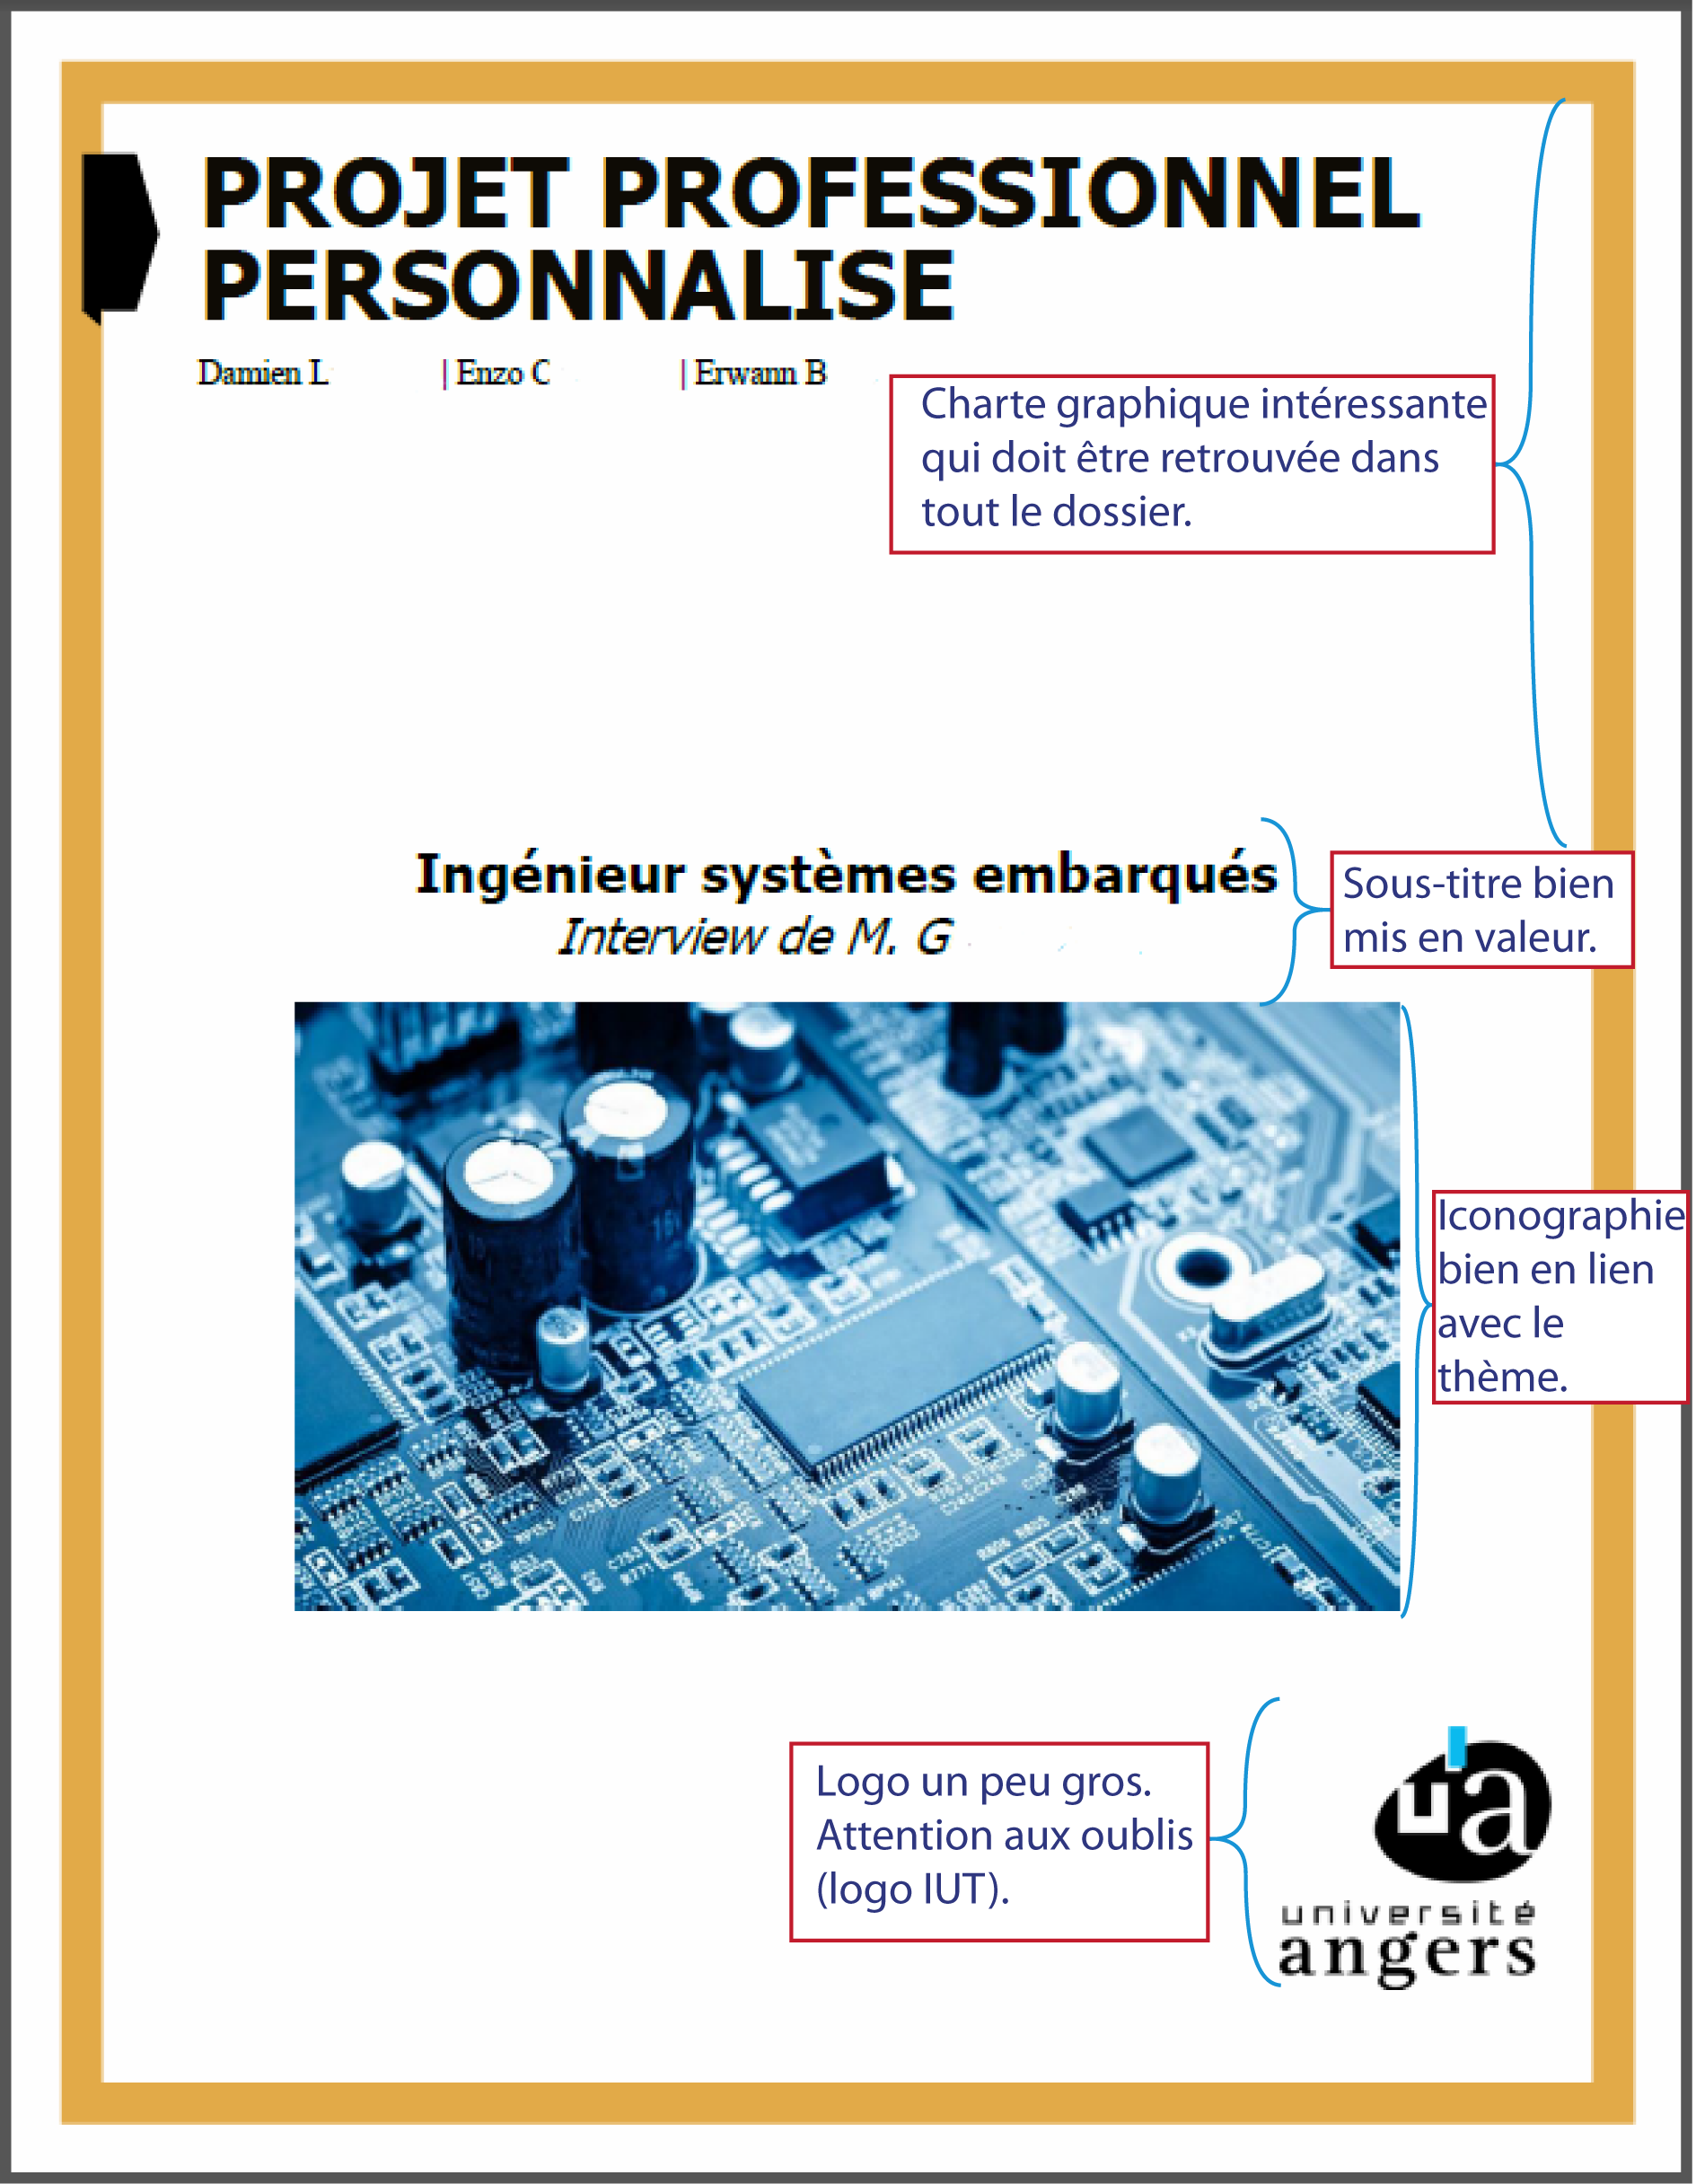 PROJET PROFESSIONNEL
PERSONNALISE
Damien L | Enzo C | Erwann B
Charte graphique intéressante
qui doit être retrouvée dans
tout le dossier.
Ingénieur systèmes embarqués
Interview de M. G
Sous-titre bien
mis en valeur.
Iconographie
bien en lien
avec le
thème.
Logo un peu gros.
Attention aux oublis
(logo IUT).
ua
université
angers